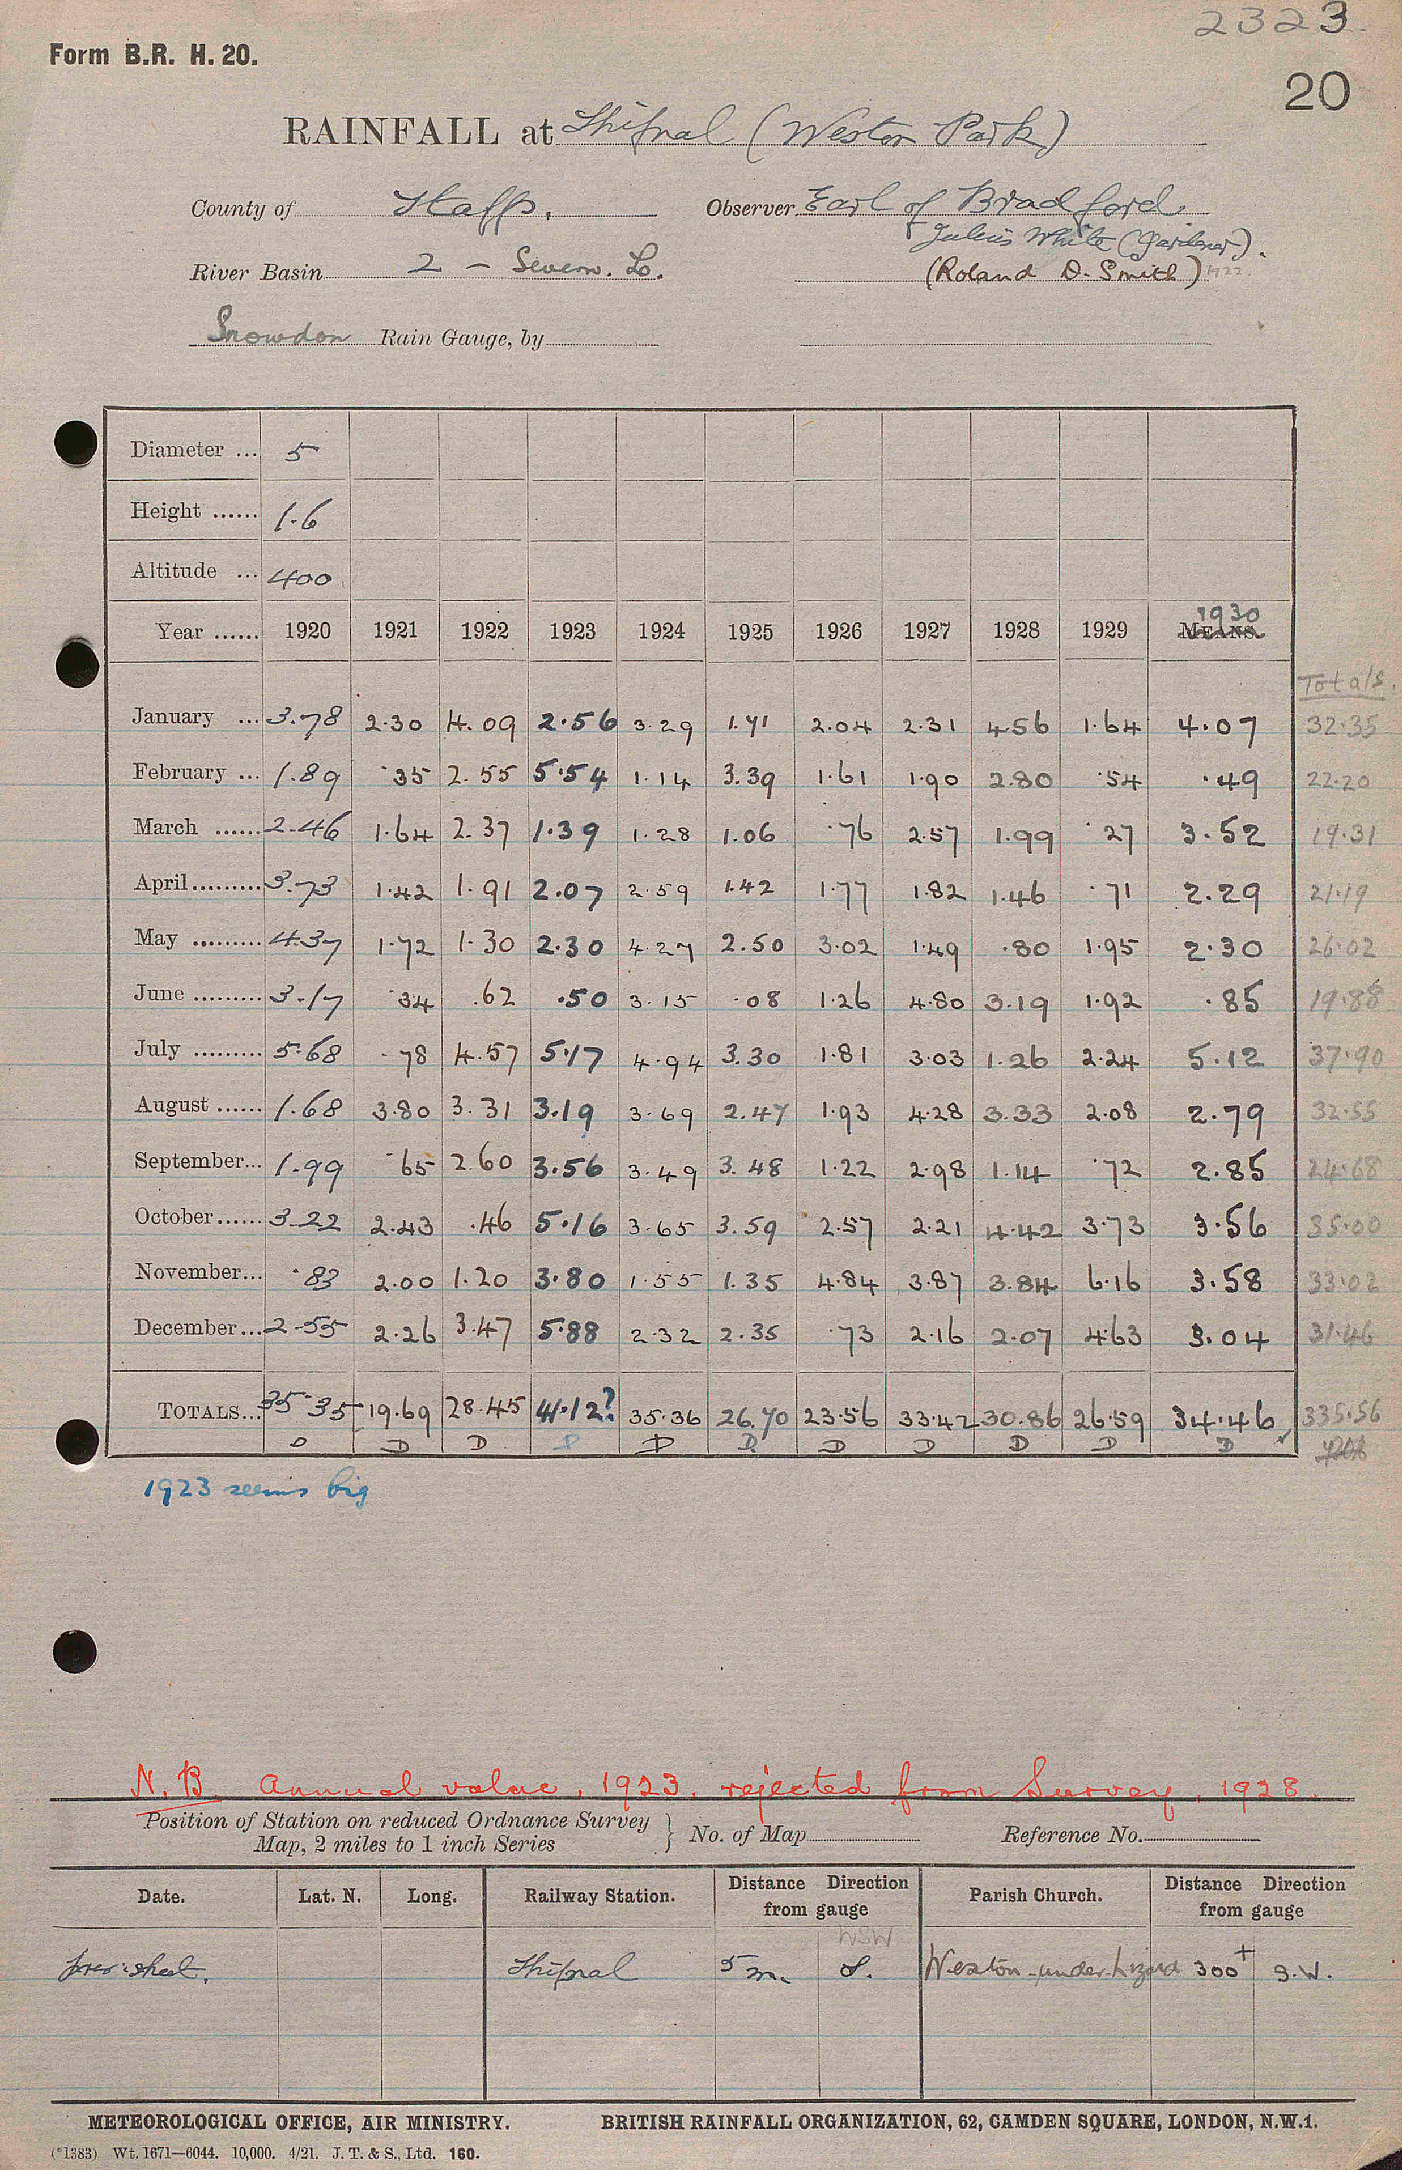 2323
Form B.R. H. 20.
20
RAINFALL at Shifnal (Weston Park)
County of Staffs. Observer Earl of Bradford
Julius White (Gardener).
River Basin 2 - Severn. Lo. (Roland D. Smith) 1922.
Snowdon Rain Gauge, by
Diameter ... 5
Height ...... 1.6
Altitude ... 400
1930
Year ...... 1920 1921 1922 1923 1924 1925 1926 1927 1928 1929 MEANS.
Totals.
January ... 3.78 2.30 4.09 2.56 3.29 1.71 2.04 2.31 4.56 1.64 4.07 32.35
February ... 1.89 .35 2.55 5.54 1.14 3.39 1.61 1.90 2.80 .54 .49 22.20
March ...... 2.46 1.64 2.37 1.39 1.28 1.06 .76 2.57 1.99 .27 3.52 19.31
April ......... 3.73 1.42 1.91 2.07 2.59 1.42 1.77 1.82 1.46 .71 2.29 21.19
May ......... 4.37 1.72 1.30 2.30 4.27 2.50 3.02 1.49 .80 1.95 2.30 26.02
June ......... 3.17 .34 .62 .50 3.15 .08 1.26 4.80 3.19 1.92 .85 19.88
July ......... 5.68 .78 4.57 5.17 4.94 3.30 1.81 3.03 1.26 2.24 5.12 37.90
August ...... 1.68 3.80 3.31 3.19 3.69 2.47 1.93 4.28 3.33 2.08 2.79 32.55
September... 1.99 .65 2.60 3.56 3.49 3.48 1.22 2.98 1.14 .72 2.85 24.68
October...... 3.22 2.43 .46 5.16 3.65 3.59 2.57 2.21 4.42 3.73 3.56 35.00
November... .83 2.00 1.20 3.80 1.55 1.35 4.84 3.87 3.84 6.16 3.58 33.02
December... 2.55 2.26 3.47 5.88 2.32 2.35 .73 2.16 2.07 4.63 3.04 31.46
TOTALS... 35.35 19.69 28.45 41.12? 35.36 26.70 23.56 33.42 30.86 26.59 34.46 335.56
D D D D D D D D D D D
1923 seems big
N.B. Annual value, 1923, rejected from Survey, 1928.
Position of Station on reduced Ordnance Survey
Map, 2 miles to 1 inch Series } No. of Map Reference No.
Date. Lat. N. Long. Railway Station. Distance Direction from gauge Parish Church. Distance Direction from gauge
WSW
prev: sheet. Shifnal 5 m. S. Weston-under-Lizard 300+ S.W.
METEOROLOGICAL OFFICE, AIR MINISTRY. BRITISH RAINFALL ORGANIZATION, 62, CAMDEN SQUARE, LONDON, N.W.1.
(*1383) Wt. 1671—6044. 10,000. 4/21. J. T. & S., Ltd. 160.